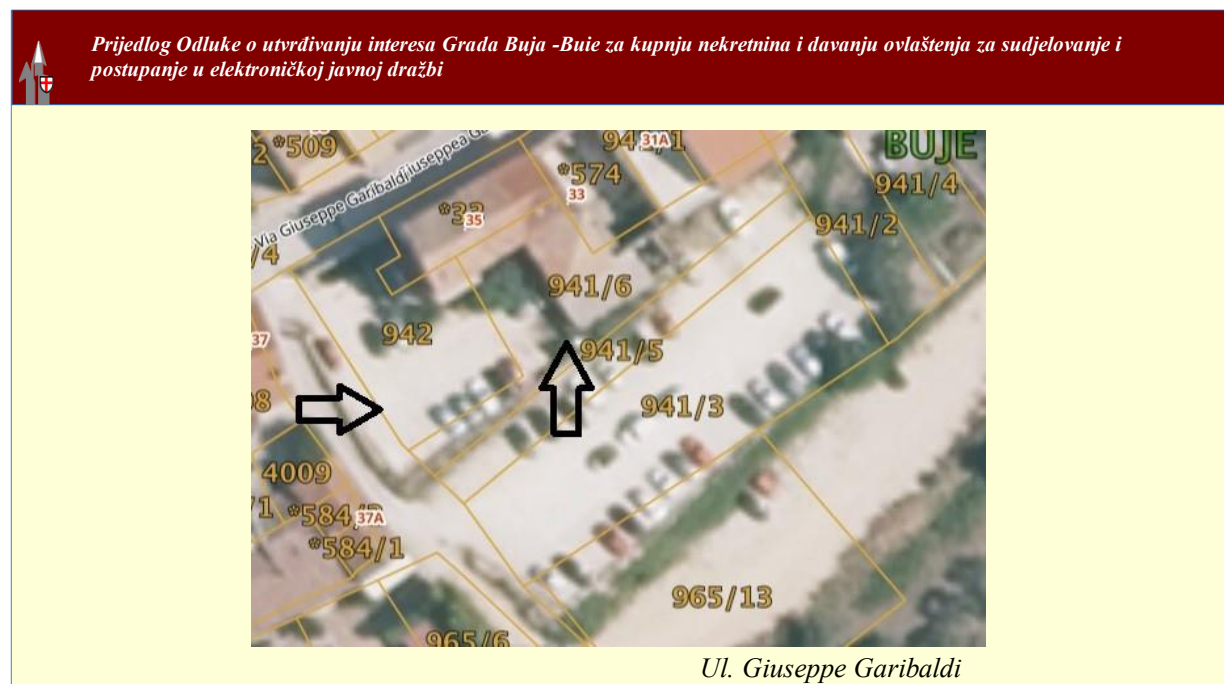 Prijedlog Odluke o utvrđivanju interesa Grada Buja -Buie za kupnju nekretnina i davanju ovlaštenja za sudjelovanje i
postupanje u elektroničkoj javnoj dražbi
2 *509
31A
BUJE
*574
941/4
Via Giuseppe Garibaldi
33
35
941/2
/4
941/6
942
37
941/5
941/3
4009
/1
37A
*584/1
965/13
965/6
Ul. Giuseppe Garibaldi